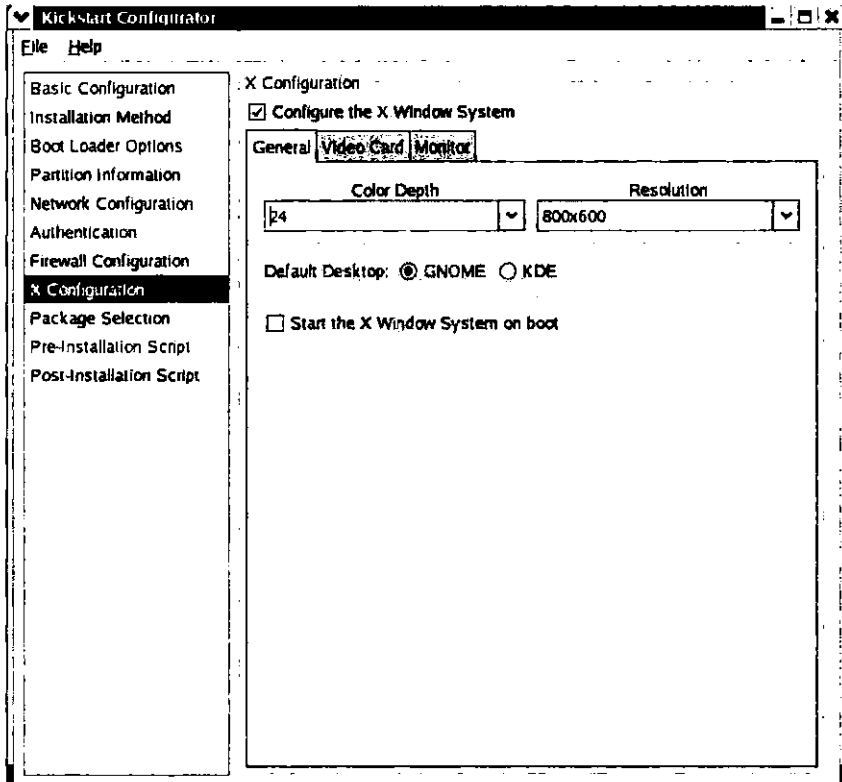 Kickstart Configurator
File Help
Basic Configuration
Installation Method
Boot Loader Options
Partition Information
Network Configuration
Authentication
Firewall Configuration
X Configuration
Package Selection
Pre-Installation Script
Post-Installation Script
X Configuration
Configure the X Window System
General Video Card Monitor
Color Depth Resolution
24 800x600
Default Desktop: GNOME KDE
Start the X Window System on boot